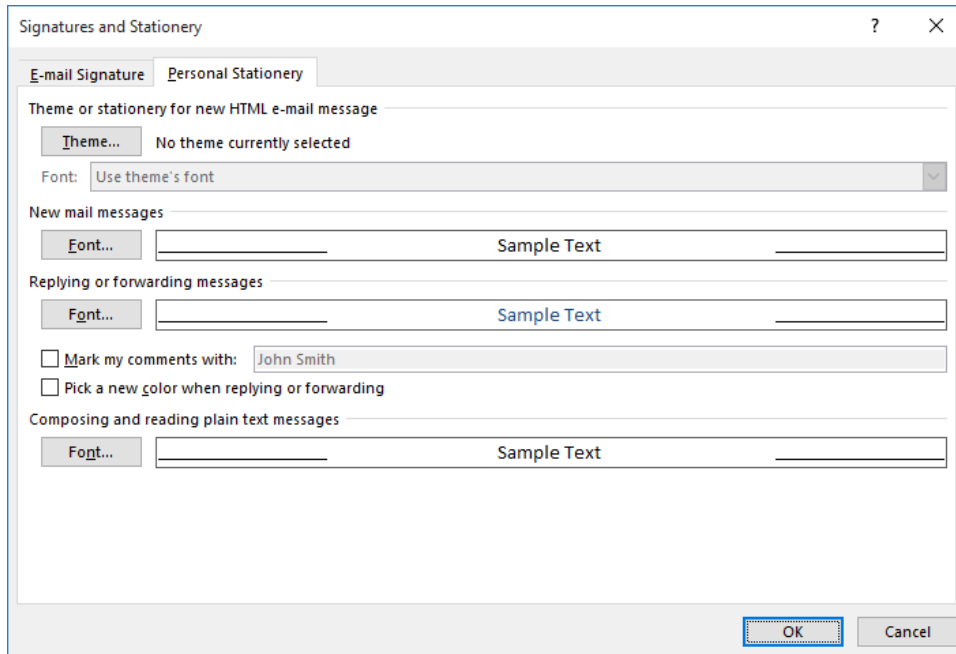 Signatures and Stationery ?
E-mail Signature Personal Stationery
Theme or stationery for new HTML e-mail message
Theme... No theme currently selected
Font: Use theme's font
New mail messages
Font... Sample Text
Replying or forwarding messages
Font... Sample Text
Mark my comments with: John Smith
Pick a new color when replying or forwarding
Composing and reading plain text messages
Font... Sample Text
OK Cancel